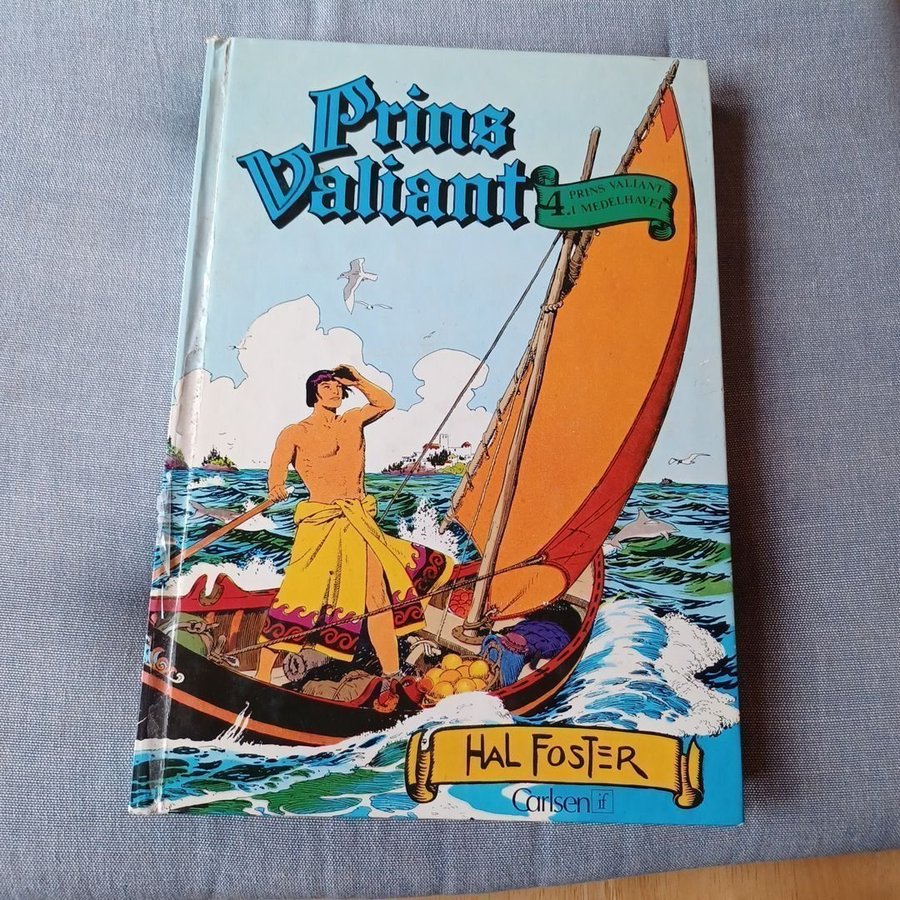 Prins
Valiant
4. PRINS VALIANT
I MEDELHAVET
HAL FOSTER
Carlsen if